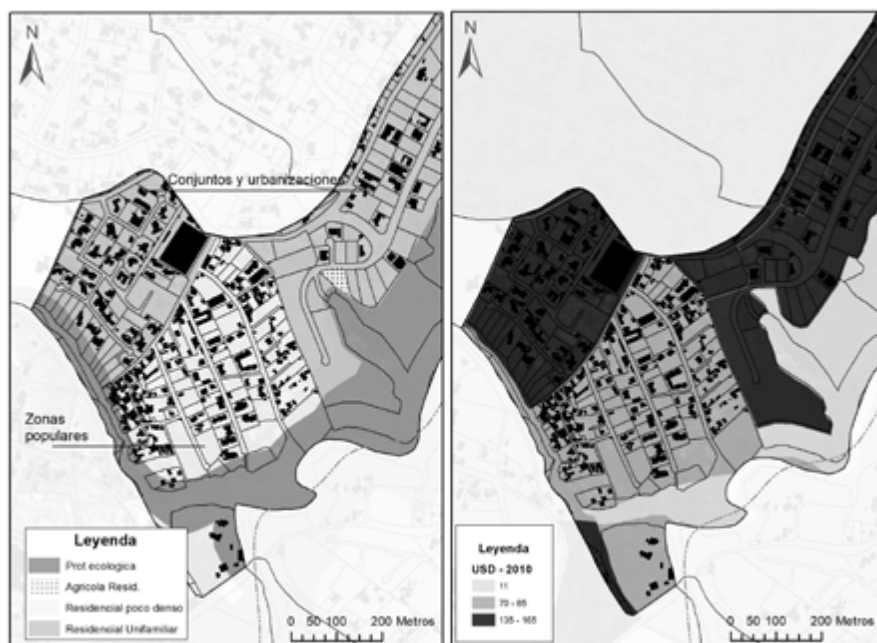 N
Conjuntos y urbanizaciones
Zonas
populares
Leyenda
Prot ecologica
Agricola Resid.
Residencial poco denso
Residencial Unifamiliar
0 50 100 200 Metros
N
Leyenda
USD - 2010
11
70 - 85
135 - 165
0 50 100 200 Metros